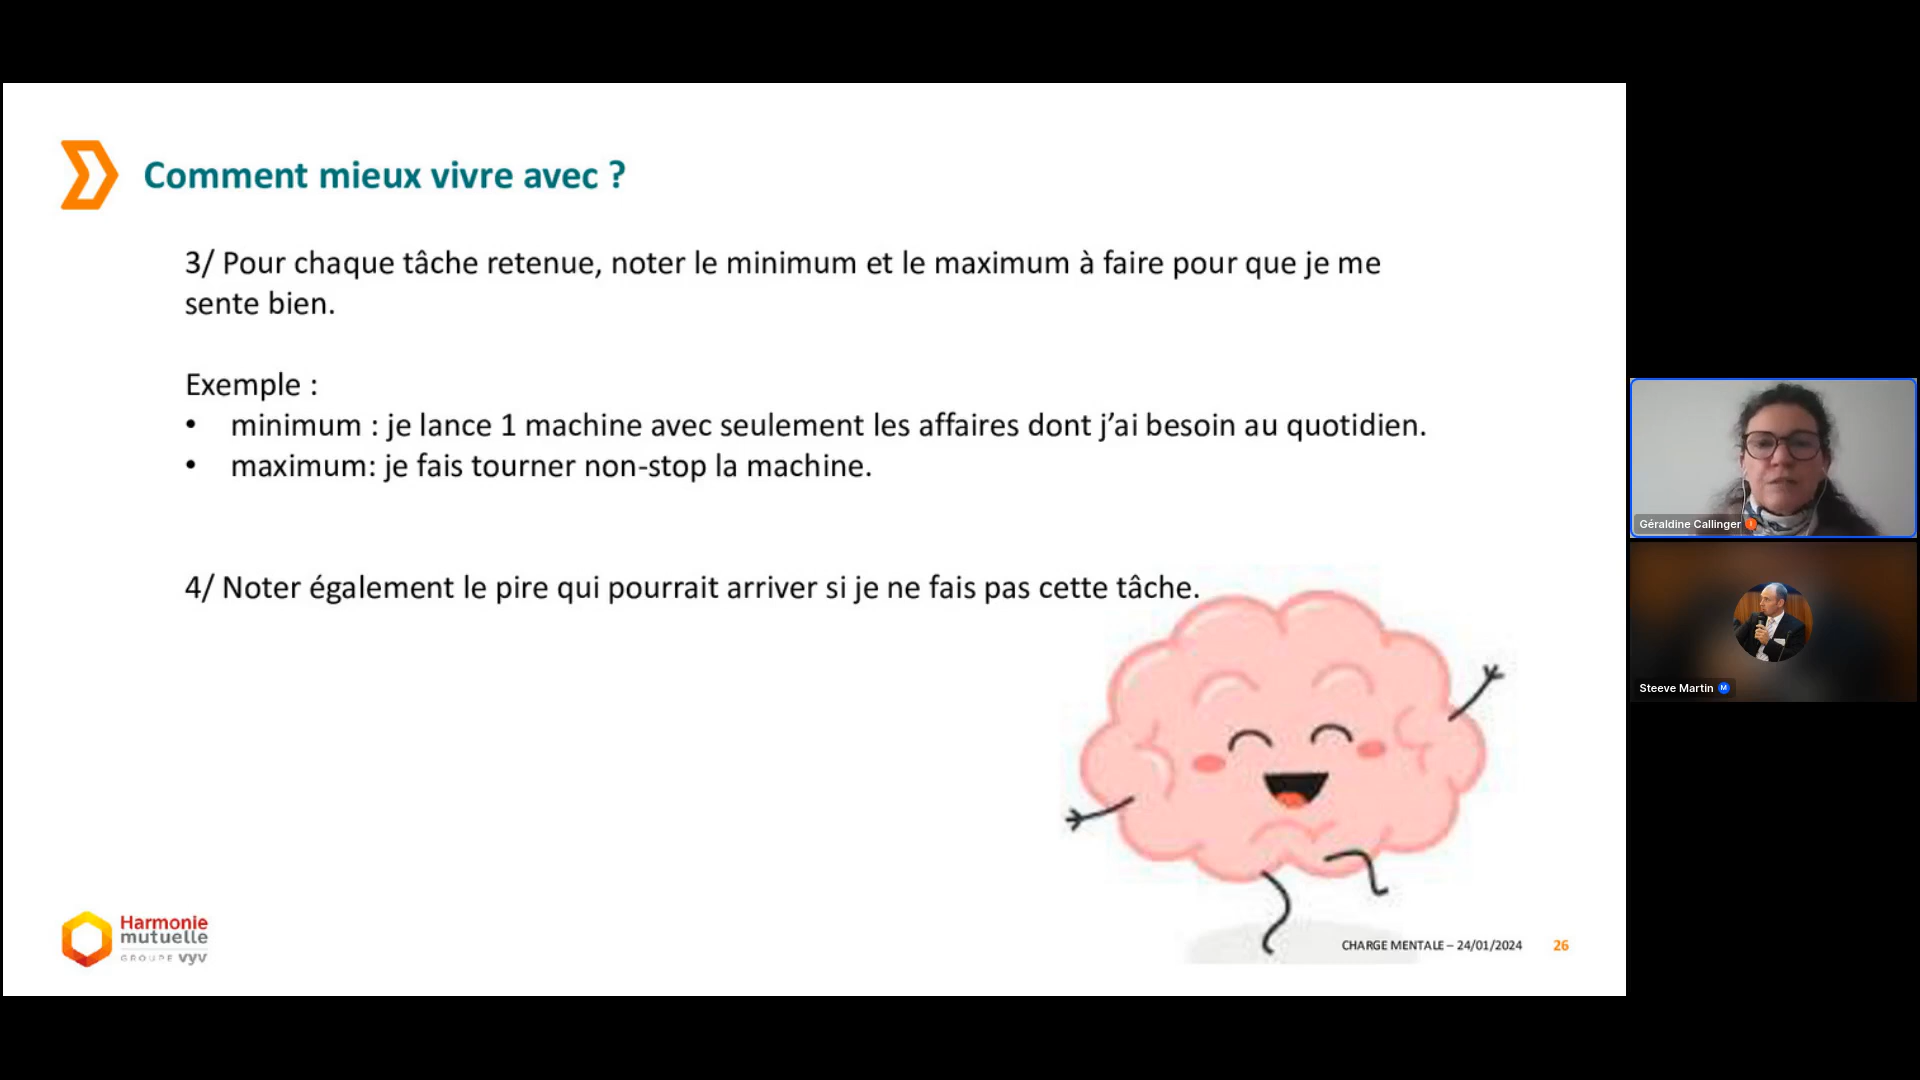 Comment mieux vivre avec ?
3/ Pour chaque tâche retenue, noter le minimum et le maximum à faire pour que je me
sente bien.
Exemple :
• minimum : je lance 1 machine avec seulement les affaires dont j’ai besoin au quotidien.
• maximum: je fais tourner non-stop la machine.
4/ Noter également le pire qui pourrait arriver si je ne fais pas cette tâche.
Harmonie
mutuelle
GROUPE vyv
CHARGE MENTALE – 24/01/2024 26
Géraldine Callinger
Steeve Martin M